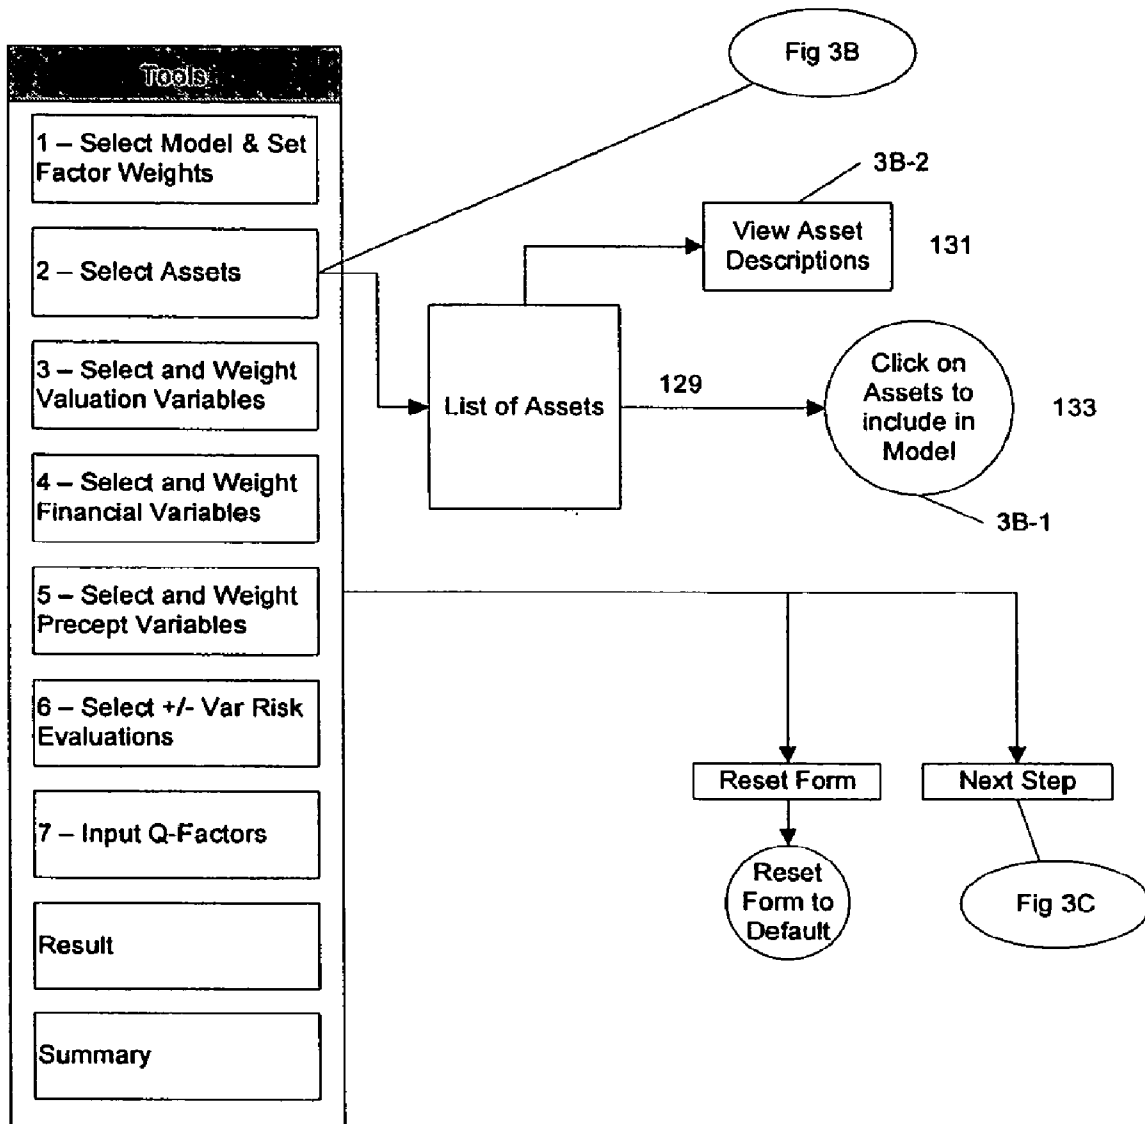 Tools
1 – Select Model & Set
Factor Weights
2 – Select Assets
3 – Select and Weight
Valuation Variables
4 – Select and Weight
Financial Variables
5 – Select and Weight
Precept Variables
6 – Select +/- Var Risk
Evaluations
7 – Input Q-Factors
Result
Summary
Fig 3B
3B-2
View Asset
Descriptions
131
List of Assets
129
Click on
Assets to
include in
Model
133
3B-1
Reset Form
Next Step
Reset
Form to
Default
Fig 3C